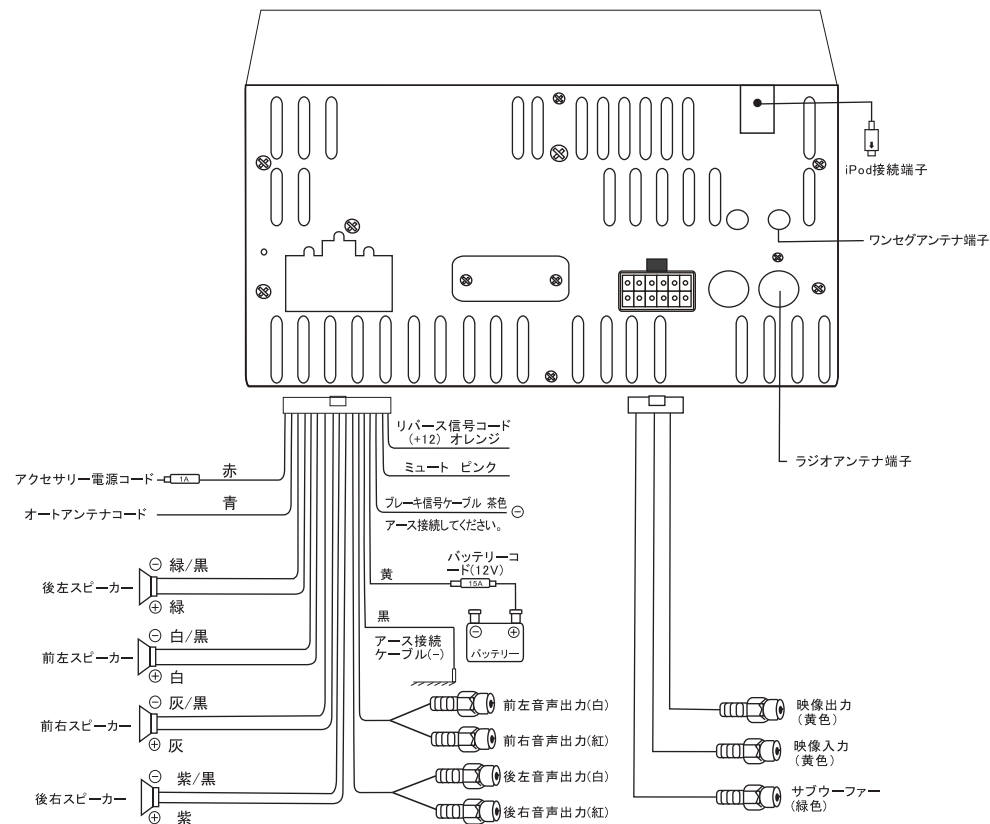 iPod接続端子
ワンセグアンテナ端子
ラジオアンテナ端子
リバース信号コード
(+12) オレンジ
ミュート ピンク
ブレーキ信号ケーブル 茶色 ⊖
アース接続してください。
アクセサリー電源コード
1A
赤
オートアンテナコード
青
後左スピーカー
⊖ 緑/黒
⊕ 緑
前左スピーカー
⊖ 白/黒
⊕ 白
前右スピーカー
⊖ 灰/黒
⊕ 灰
後右スピーカー
⊖ 紫/黒
⊕ 紫
黄
バッテリーコ
ード(12V)
15A
⊖ ⊕
バッテリー
黒
アース接続
ケーブル(-)
前左音声出力(白)
前右音声出力(紅)
後左音声出力(白)
後右音声出力(紅)
映像出力
(黄色)
映像入力
(黄色)
サブウーファー
(緑色)